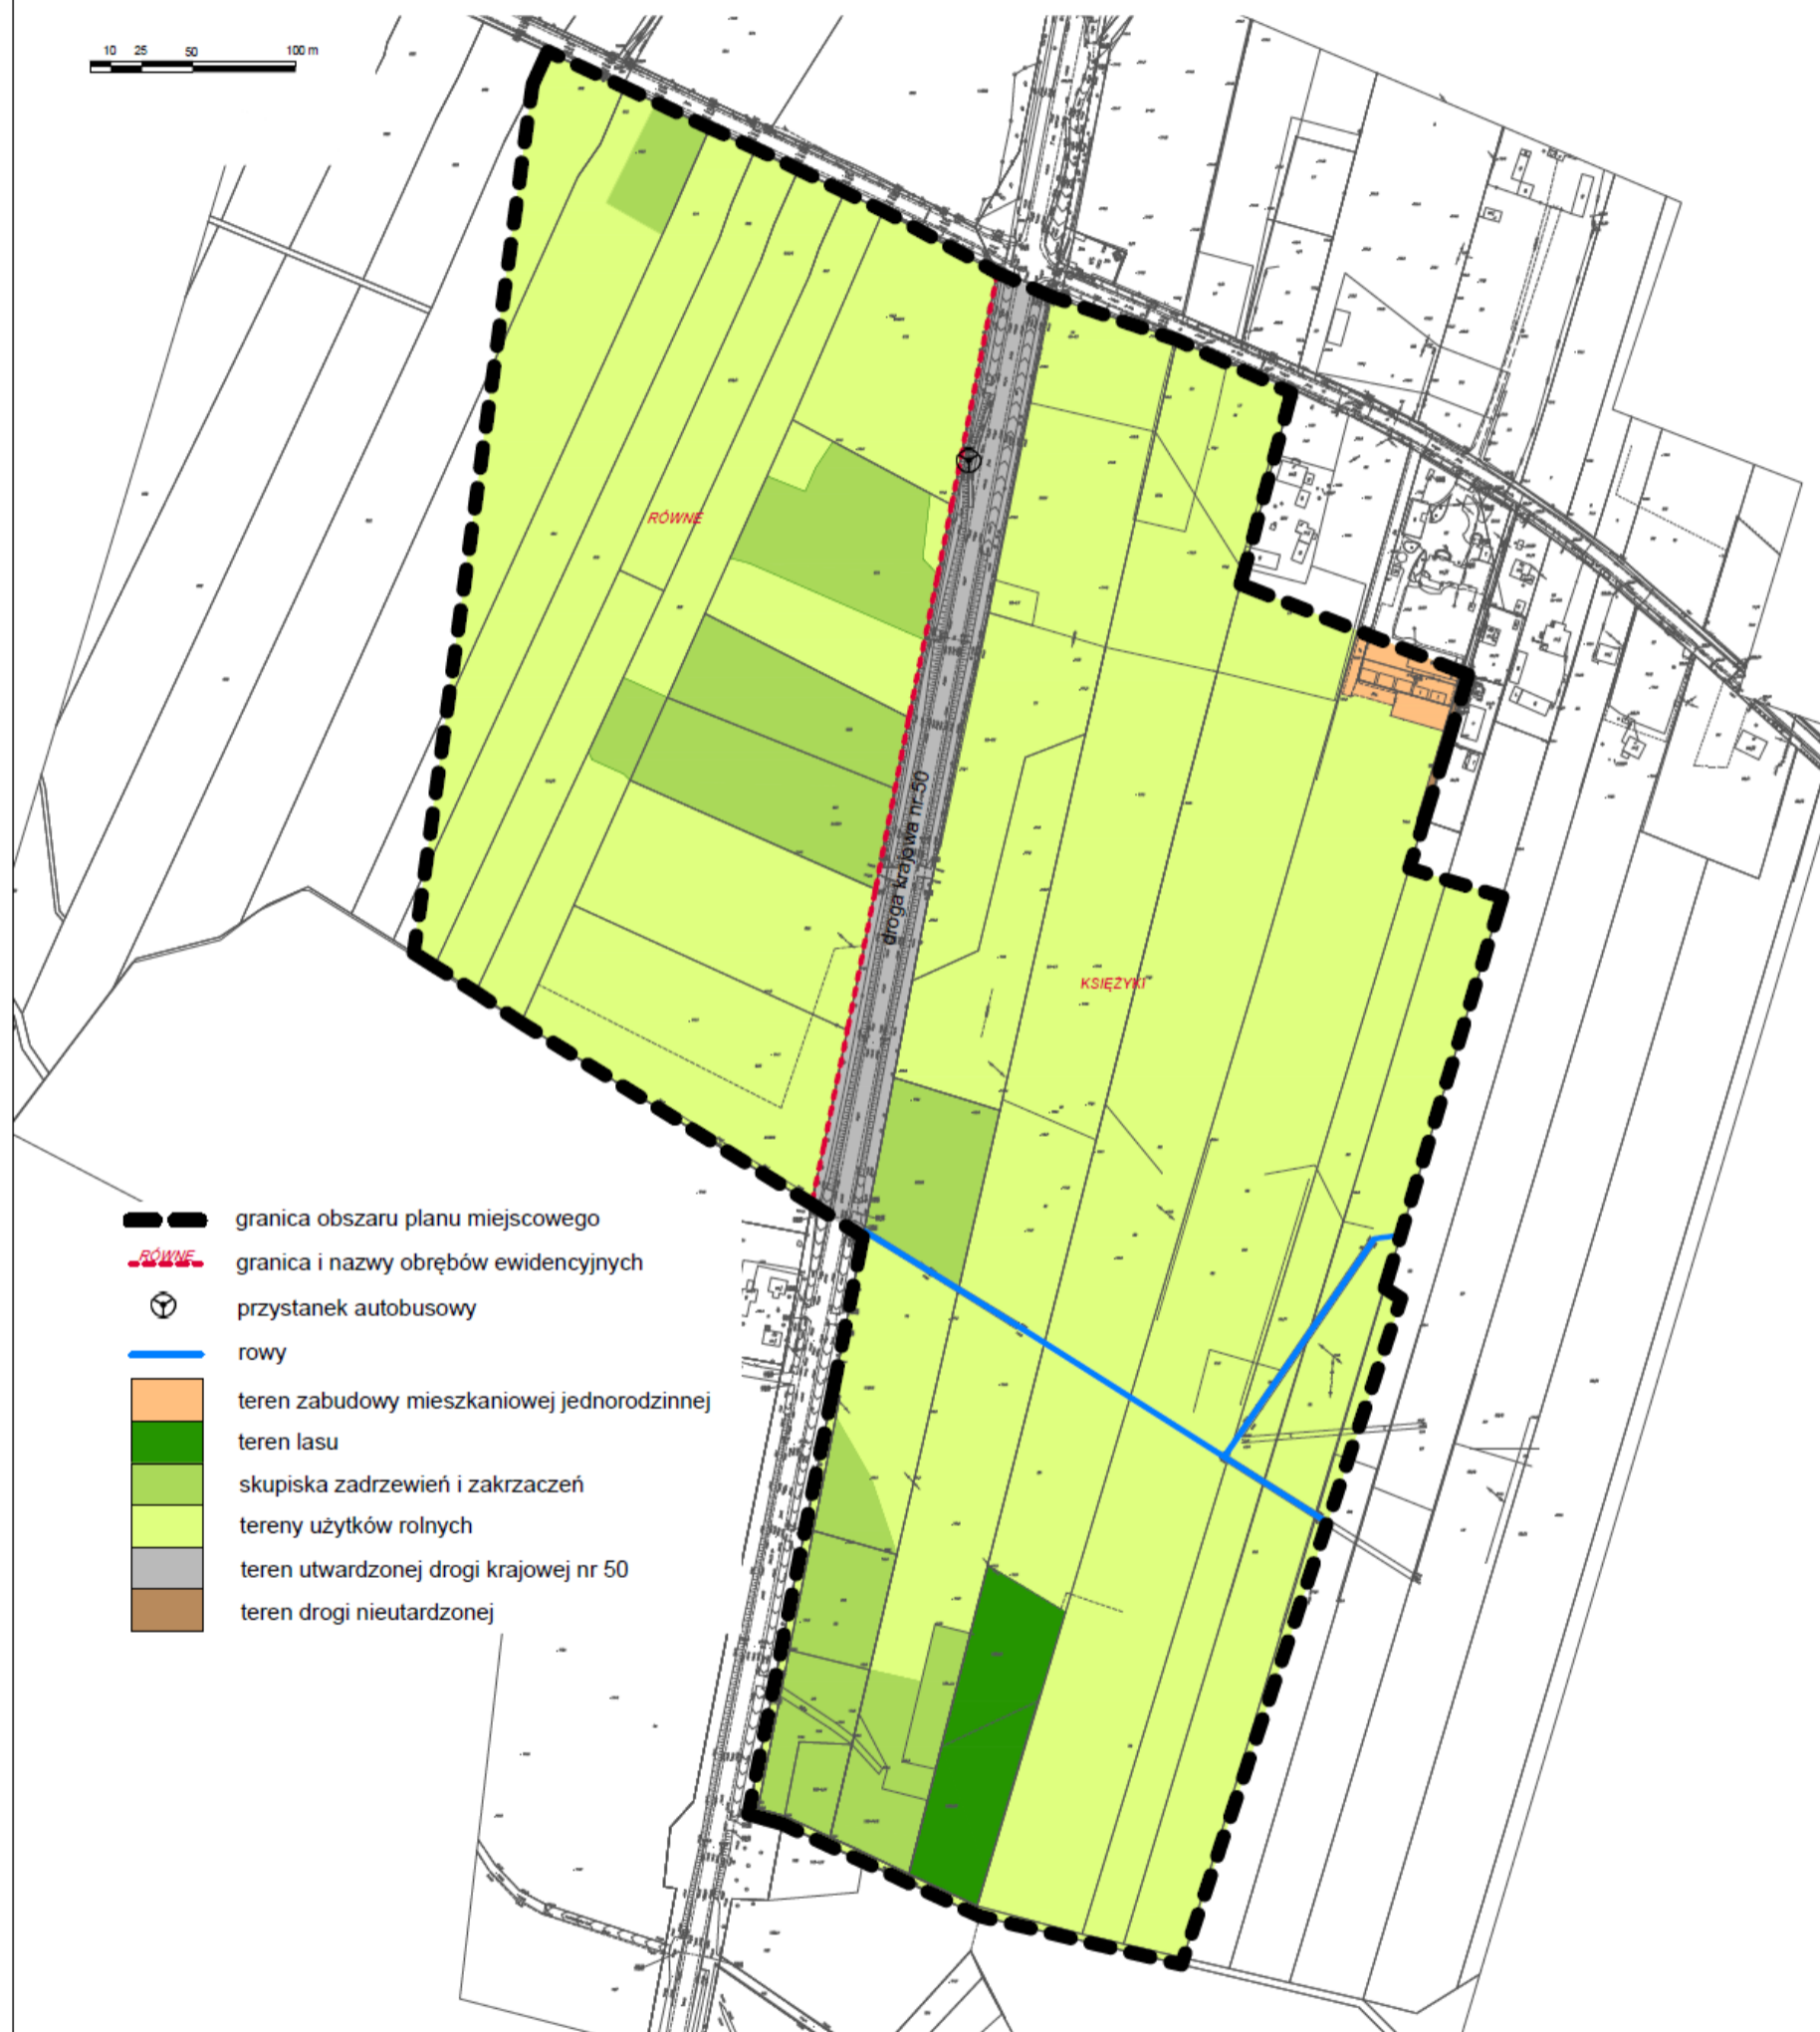 10 25 50 100 m
RÓWNE
droga krajowa nr 50
KSIĘŻYKI
granica obszaru planu miejscowego
RÓWNE
granica i nazwy obrębów ewidencyjnych
przystanek autobusowy
rowy
teren zabudowy mieszkaniowej jednorodzinnej
teren lasu
skupiska zadrzewień i zakrzaczeń
tereny użytków rolnych
teren utwardzonej drogi krajowej nr 50
teren drogi nieutardzonej